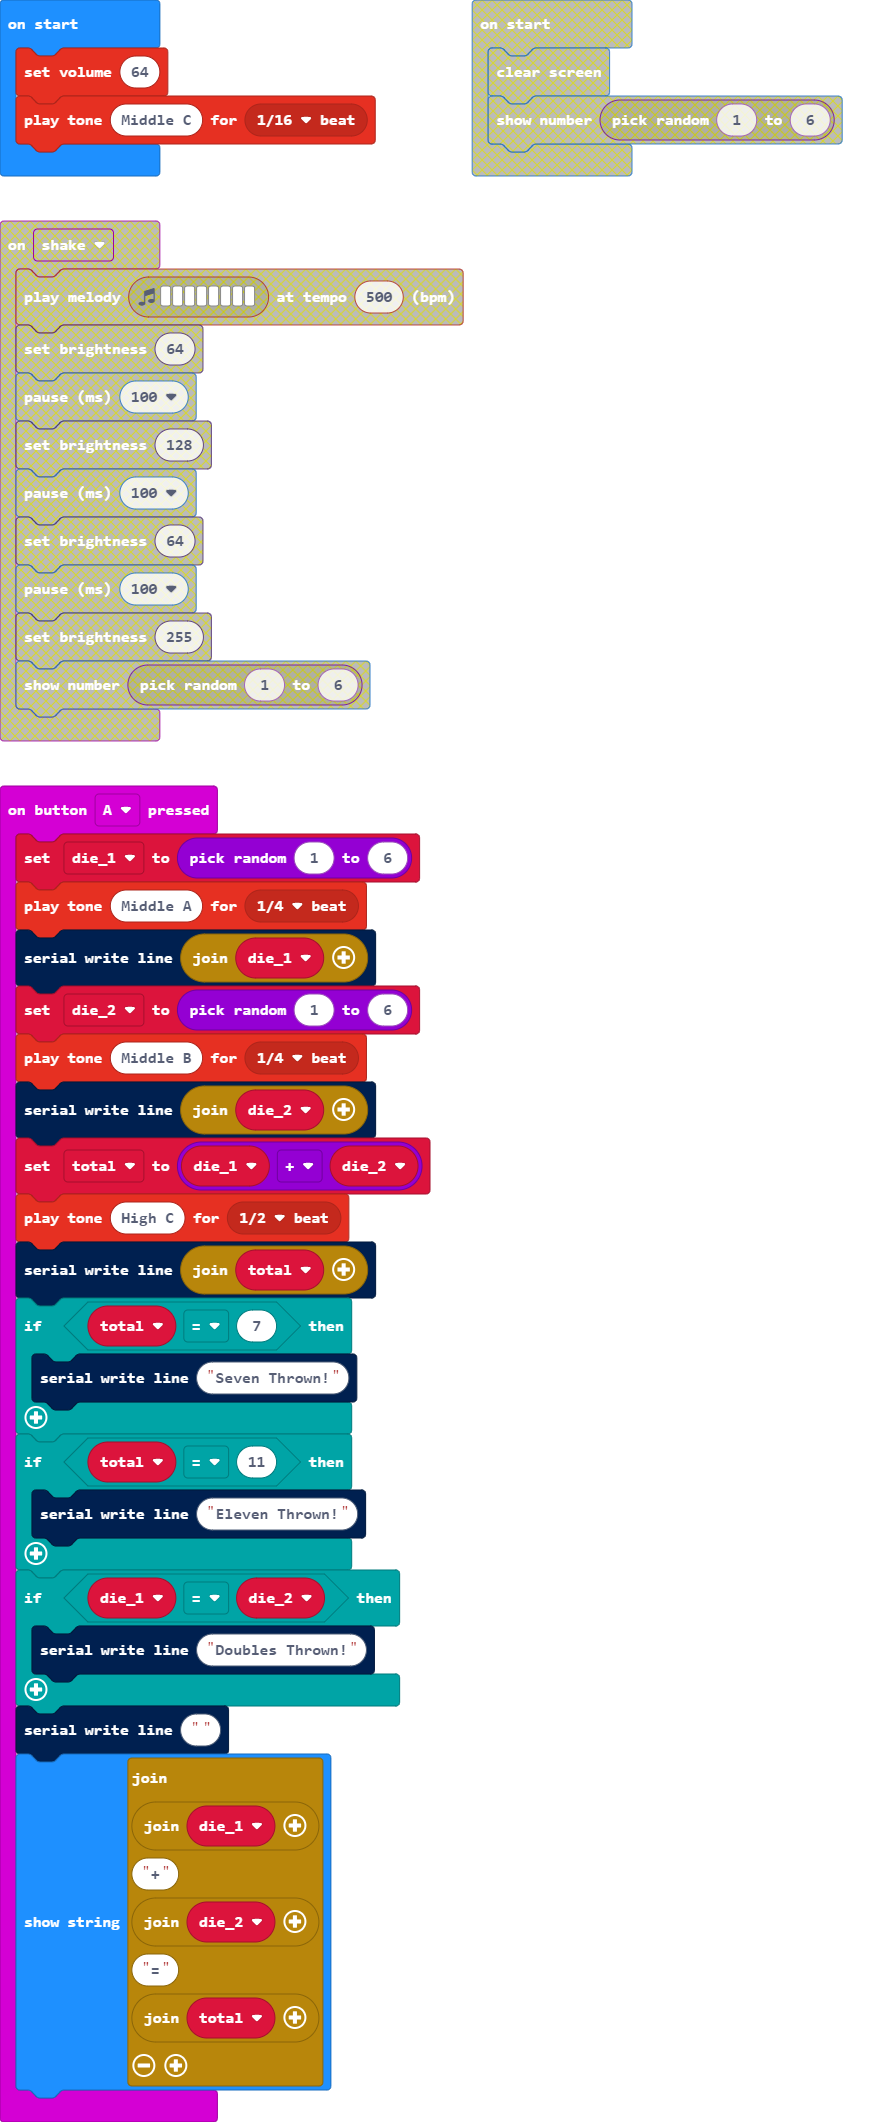 on start
set volume 64
play tone Middle C for 1/16 beat
on start
clear screen
show number pick random 1 to 6
on shake
play melody at tempo 500 (bpm)
set brightness 64
pause (ms) 100
set brightness 128
pause (ms) 100
set brightness 64
pause (ms) 100
set brightness 255
show number pick random 1 to 6
on button A pressed
set die_1 to pick random 1 to 6
play tone Middle A for 1/4 beat
serial write line join die_1
set die_2 to pick random 1 to 6
play tone Middle B for 1/4 beat
serial write line join die_2
set total to die_1 + die_2
play tone High C for 1/2 beat
serial write line join total
if total = 7 then
serial write line "Seven Thrown!"
if total = 11 then
serial write line "Eleven Thrown!"
if die_1 = die_2 then
serial write line "Doubles Thrown!"
serial write line " "
join
join die_1
"+"
show string join die_2
"="
join total